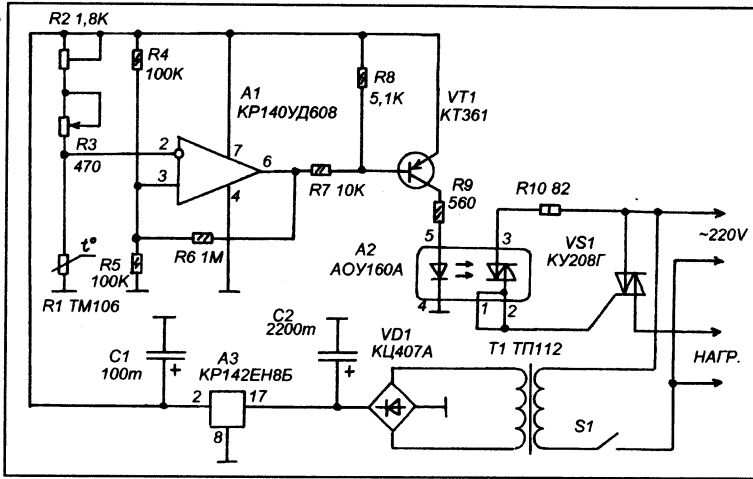 R2 1,8K
R4
100K
A1
КР140УД608
R8
5,1K
VT1
КТ361
R3
470
2
3
7
6
4
R7 10K
R9
560
R10 82
~220V
VS1
КУ208Г
A2
АОУ160А
5
3
4
1
2
t°
R1 TM106
R5
100K
R6 1M
C1
100m
A3
КР142ЕН8Б
2
17
8
C2
2200m
VD1
КЦ407А
T1 ТП112
S1
НАГР.